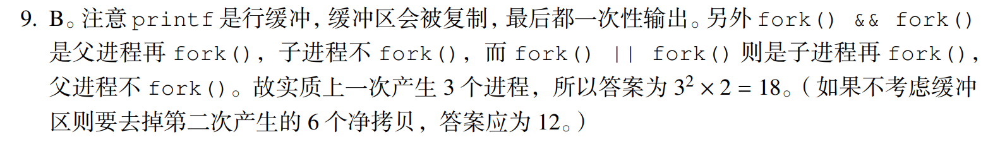 9. B。注意 printf 是行缓冲，缓冲区会被复制，最后都一次性输出。另外 fork() && fork()
是父进程再 fork()，子进程不 fork()，而 fork() || fork() 则是子进程再 fork()，
父进程不 fork()。故实质上一次产生 3 个进程，所以答案为 3² × 2 = 18。（如果不考虑缓冲
区则要去掉第二次产生的 6 个净拷贝，答案应为 12。）